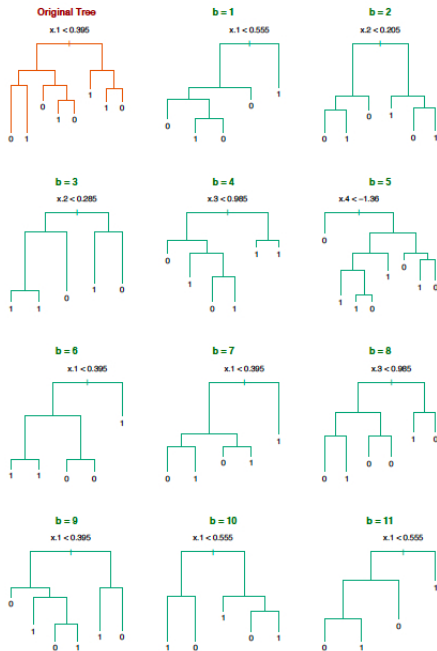 Original Tree
x.1 < 0.395
0 1 0 1 0 1 1 0
b = 1
x.1 < 0.555
0 1 0 0 1
b = 2
x.2 < 0.205
0 1 0 1 0 1
b = 3
x.2 < 0.285
1 1 0 1 0
b = 4
x.3 < 0.985
0 1 0 1 1 1
b = 5
x.4 < −1.36
0 1 1 0 1 0 1 0
b = 6
x.1 < 0.395
1 1 0 0 1
b = 7
x.1 < 0.395
0 1 0 1 1
b = 8
x.3 < 0.985
0 1 0 0 1 0
b = 9
x.1 < 0.395
0 1 0 1 1 0
b = 10
x.1 < 0.555
1 0 1 0 1
b = 11
x.1 < 0.555
0 1 0 1